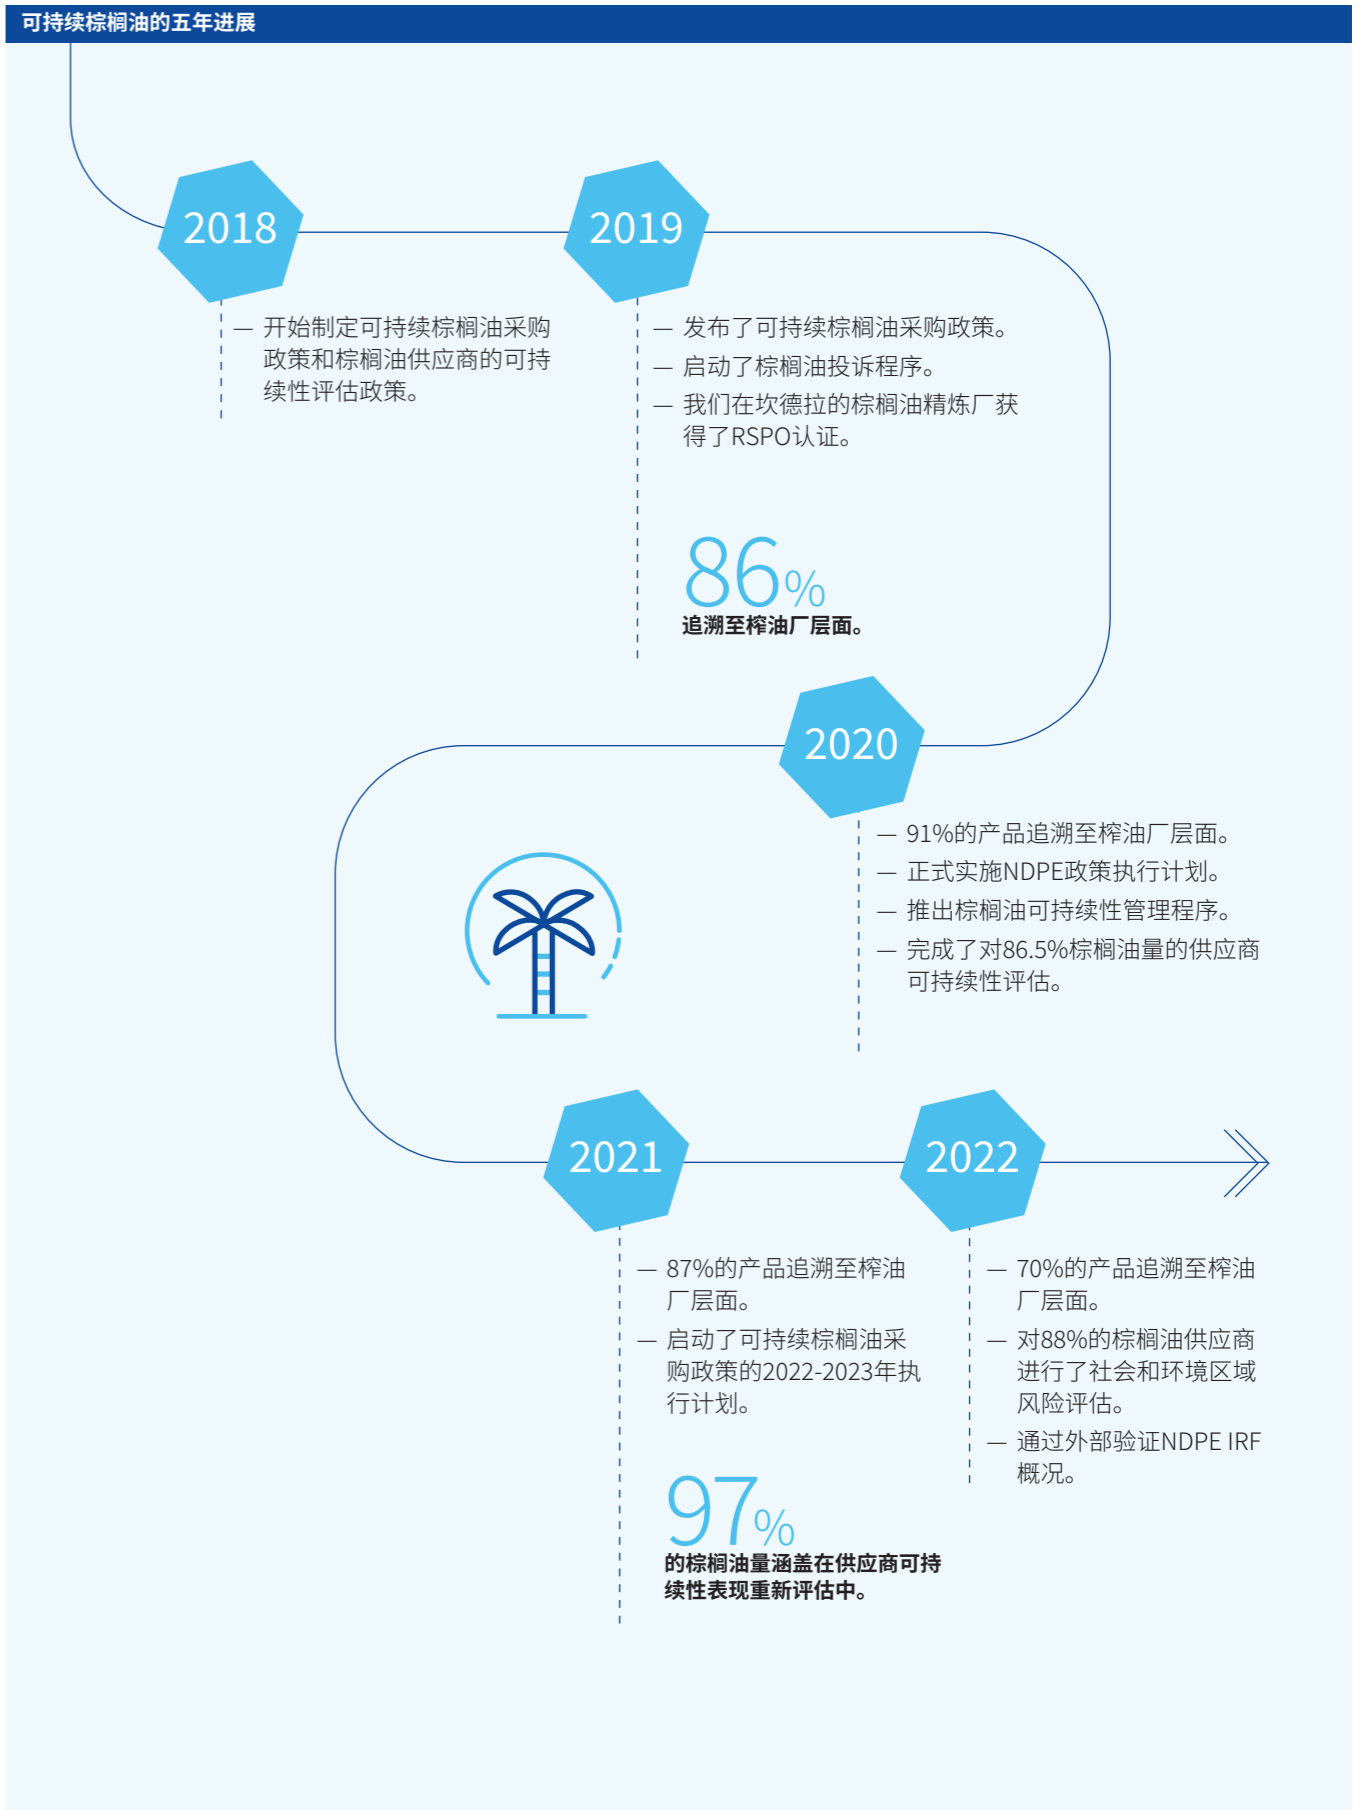 可持续棕榈油的五年进展
2018
— 开始制定可持续棕榈油采购
政策和棕榈油供应商的可持
续性评估政策。
2019
— 发布了可持续棕榈油采购政策。
— 启动了棕榈油投诉程序。
— 我们在坎德拉的棕榈油精炼厂获
得了RSPO认证。
86%
追溯至榨油厂层面。
2020
— 91%的产品追溯至榨油厂层面。
— 正式实施NDPE政策执行计划。
— 推出棕榈油可持续性管理程序。
— 完成了对86.5%棕榈油量的供应商
可持续性评估。
2021
— 87%的产品追溯至榨油
厂层面。
— 启动了可持续棕榈油采
购政策的2022-2023年执
行计划。
97%
的棕榈油量涵盖在供应商可持
续性表现重新评估中。
2022
— 70%的产品追溯至榨油
厂层面。
— 对88%的棕榈油供应商
进行了社会和环境区域
风险评估。
— 通过外部验证NDPE IRF
概况。